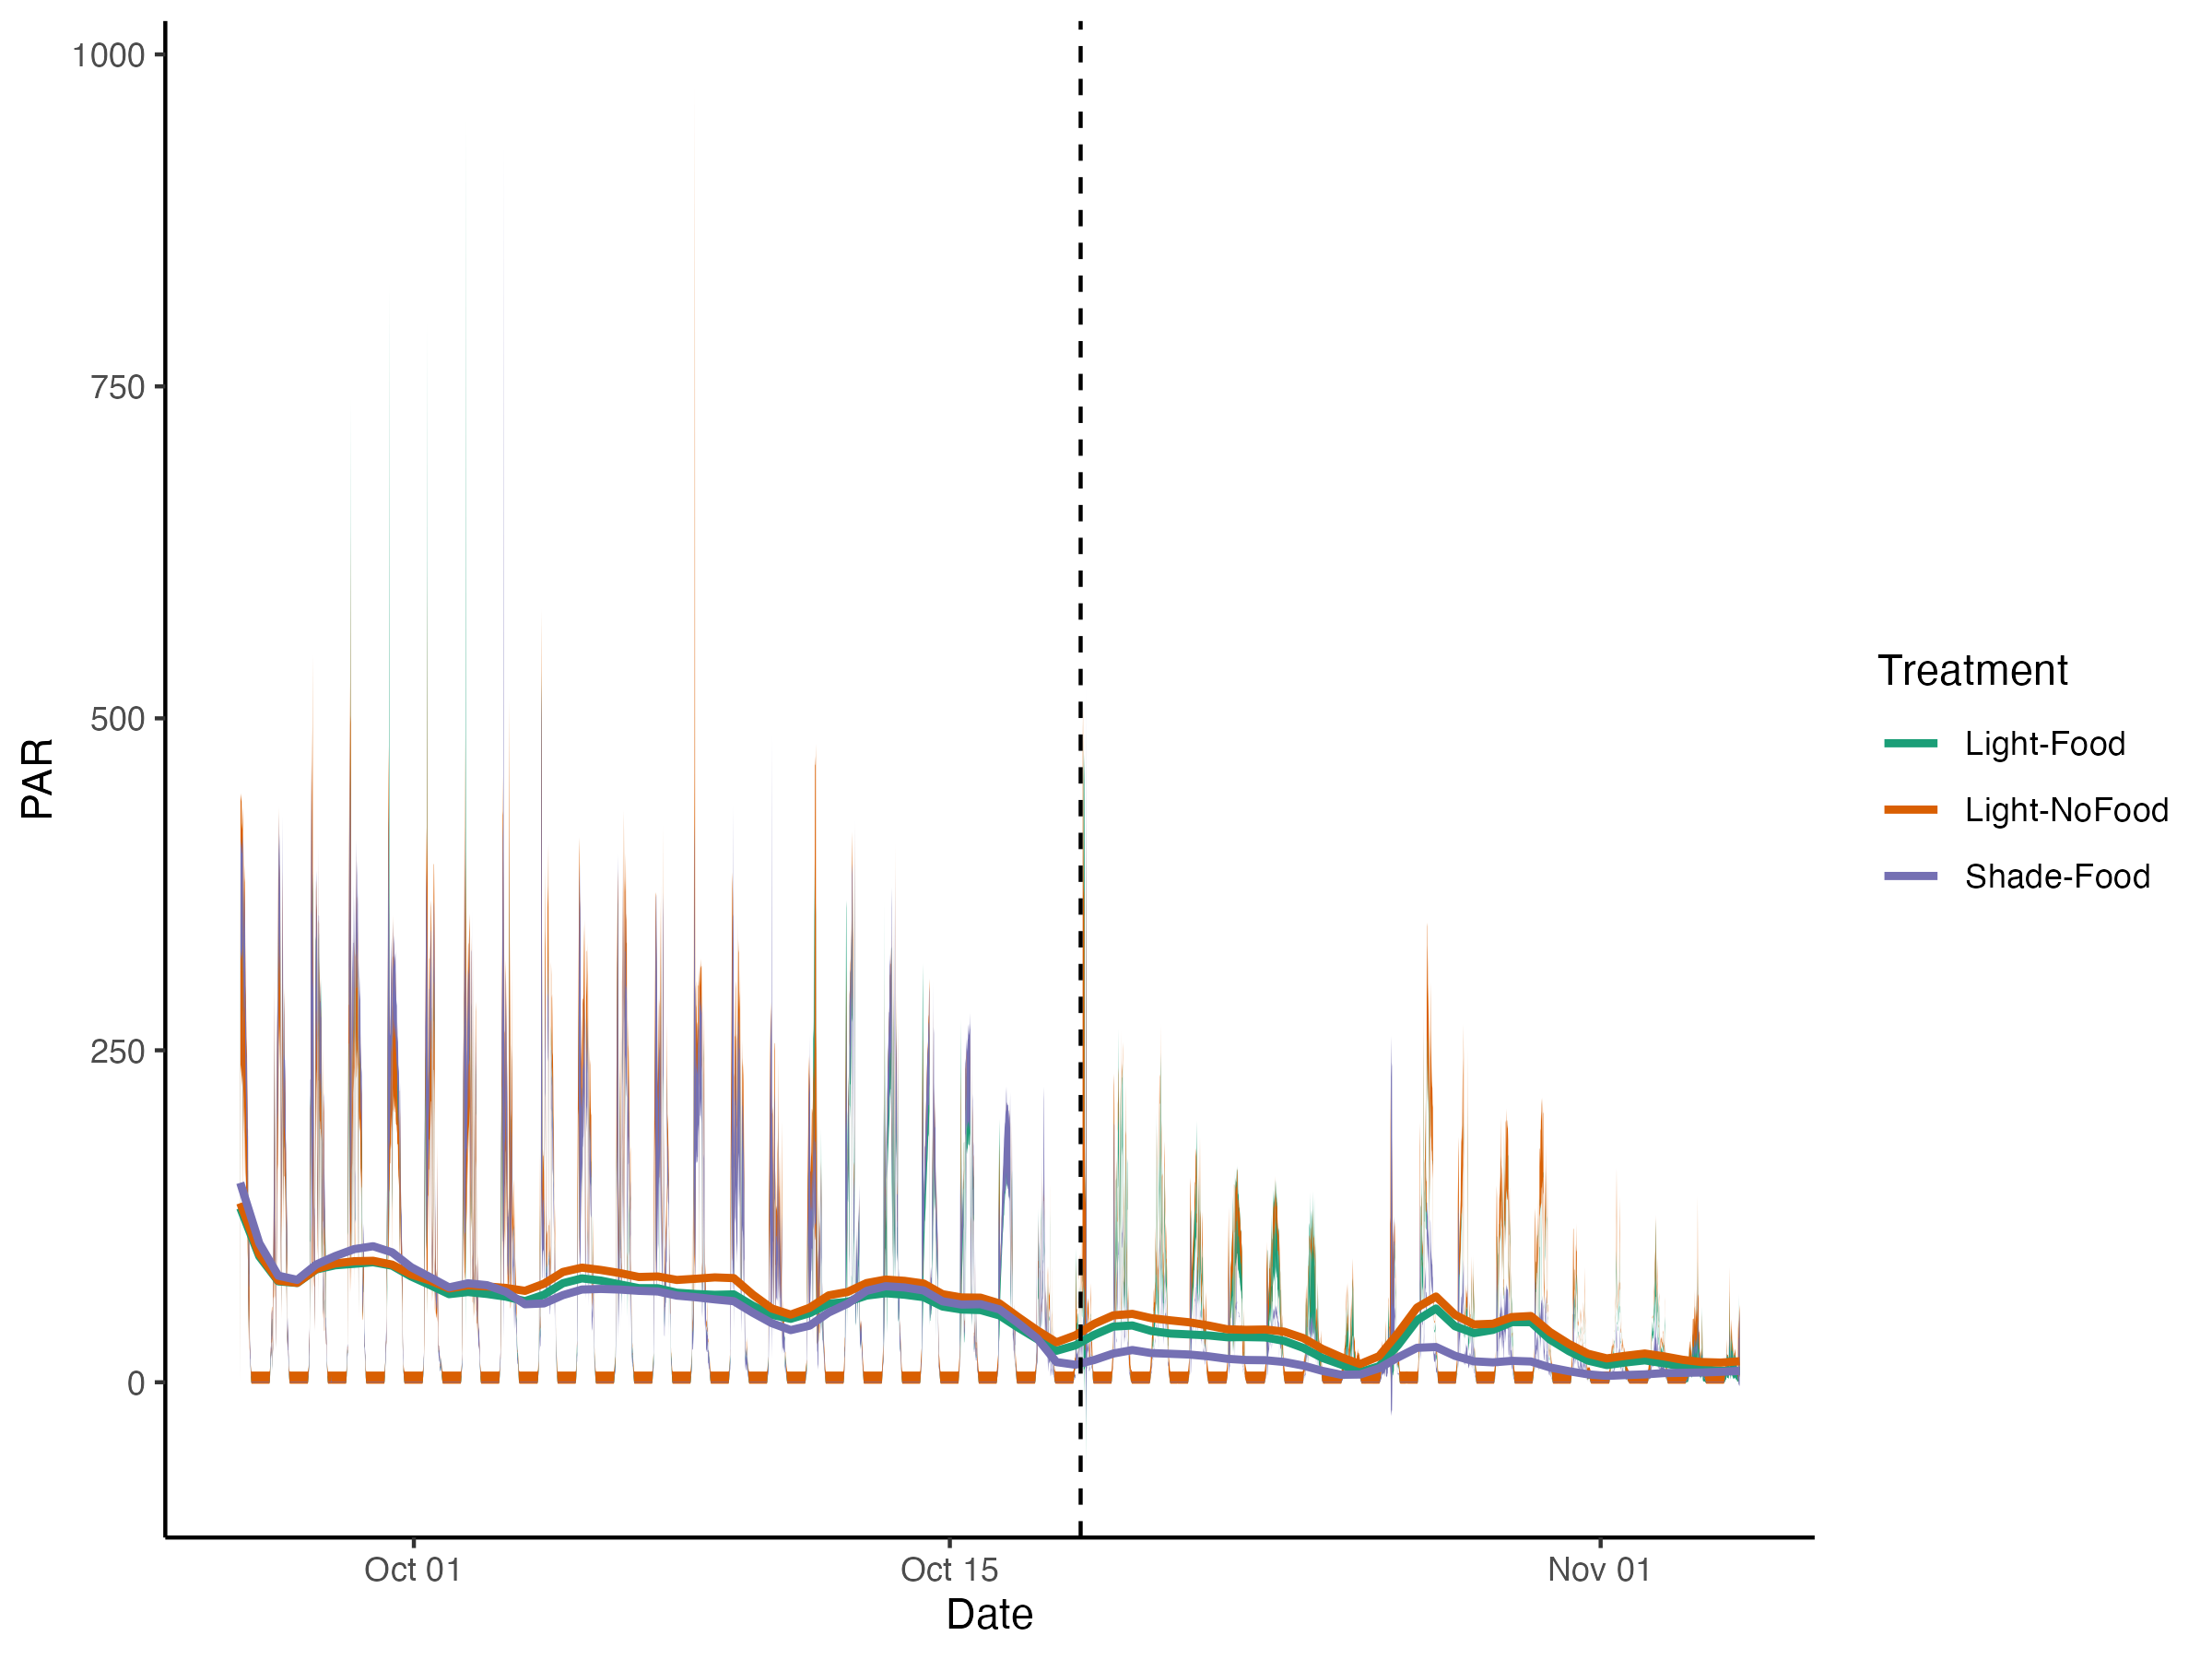 1000
750
500
250
0
PAR
Oct 01
Oct 15
Nov 01
Date
Treatment
Light-Food
Light-NoFood
Shade-Food